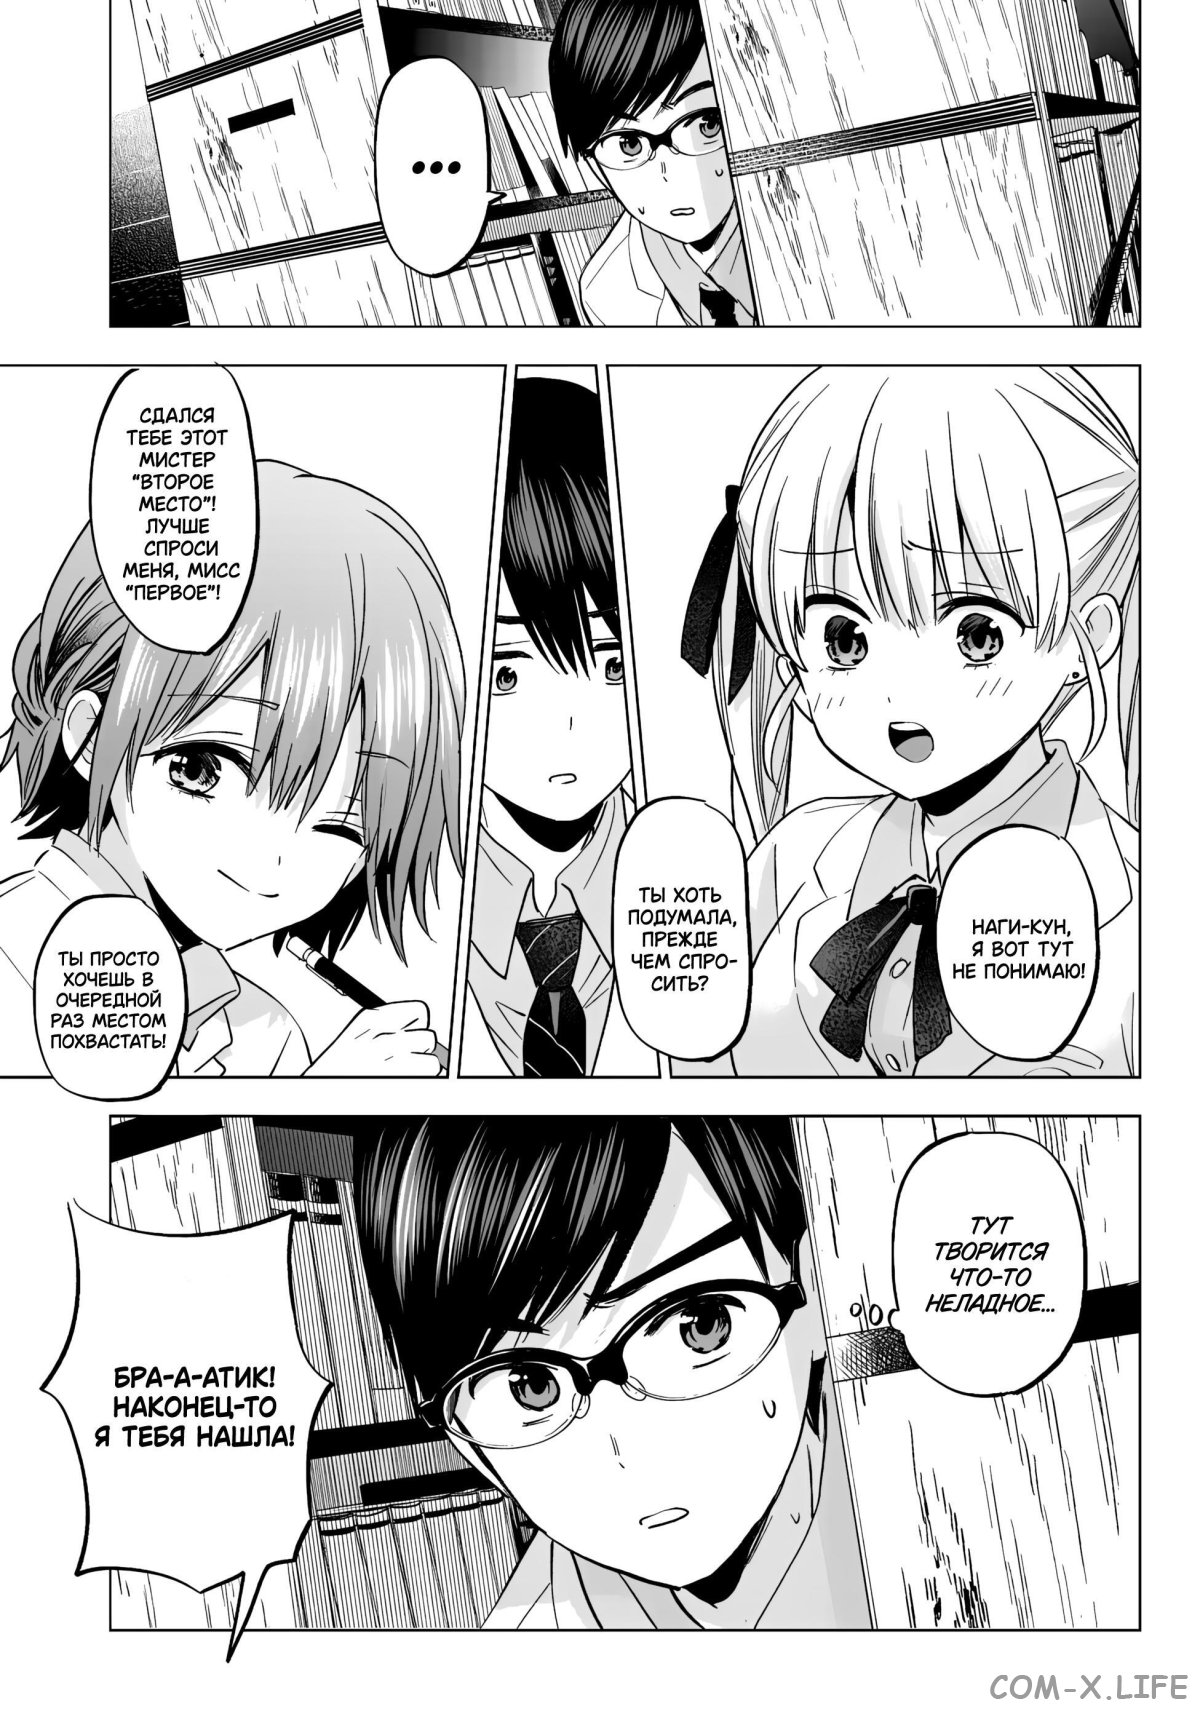 ...
НАГИ-КУН,
Я ВОТ ТУТ
НЕ ПОНИМАЮ!
ТЫ ХОТЬ
ПОДУМАЛА,
ПРЕЖДЕ
ЧЕМ СПРО-
СИТЬ?
СДАЛСЯ
ТЕБЕ ЭТОТ
МИСТЕР
"ВТОРОЕ
МЕСТО"!
ЛУЧШЕ
СПРОСИ
МЕНЯ, МИСС
"ПЕРВОЕ"!
ТЫ ПРОСТО
ХОЧЕШЬ В
ОЧЕРЕДНОЙ
РАЗ МЕСТОМ
ПОХВАСТАТЬ!
ТУТ
ТВОРИТСЯ
ЧТО-ТО
НЕЛАДНОЕ...
БРА-А-АТИК!
НАКОНЕЦ-ТО
Я ТЕБЯ НАШЛА!
COM-X.LIFE